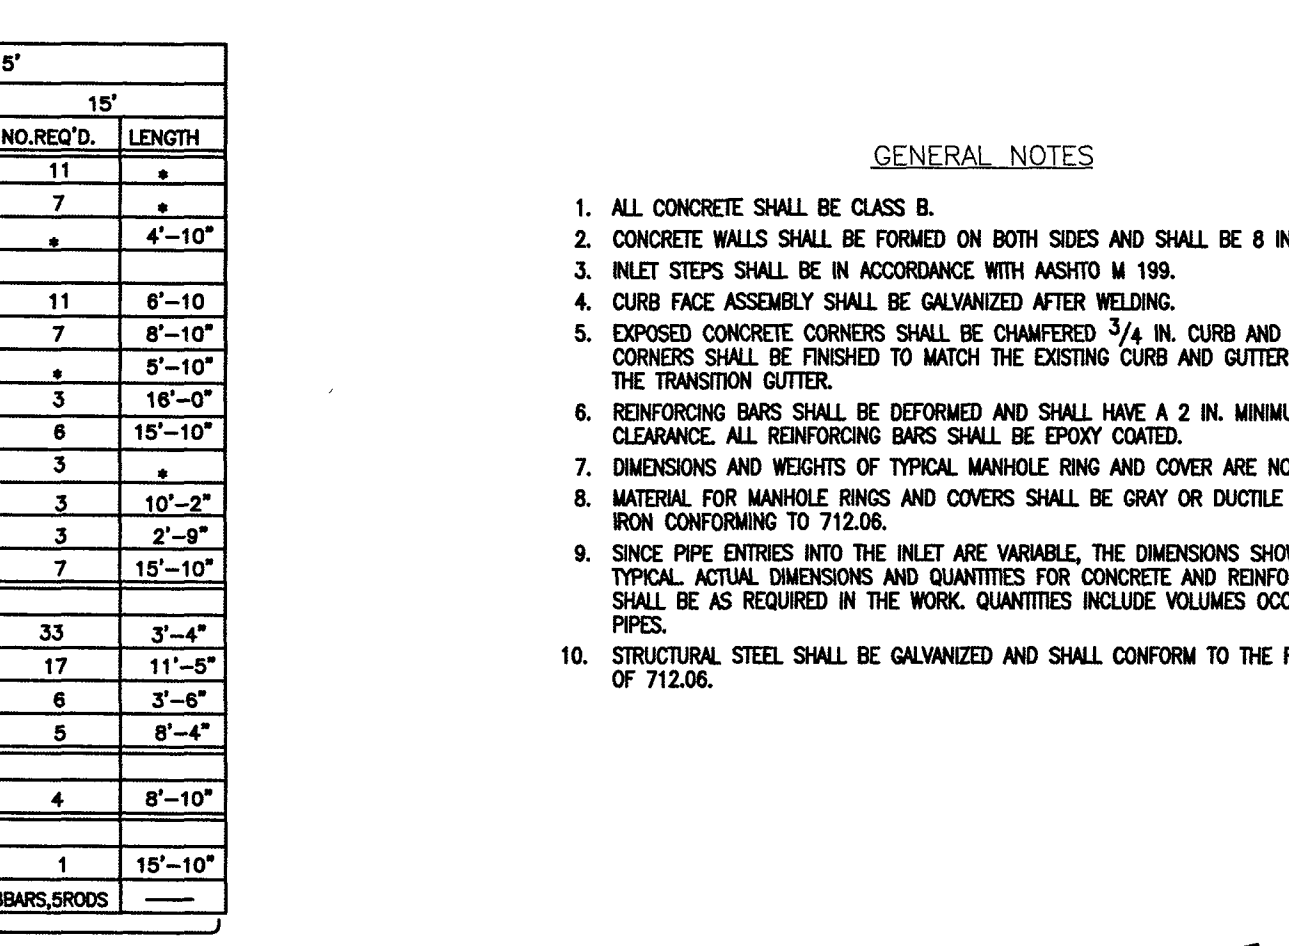 5'
15'
NO.REQ'D. LENGTH
11 *
7 *
* 4'–10"
11 6'–10
7 8'–10"
* 5'–10"
3 16'–0"
6 15'–10"
3 *
3 10'–2"
3 2'–9"
7 15'–10"
33 3'–4"
17 11'–5"
6 3'–6"
5 8'–4"
4 8'–10"
1 15'–10"
BARS,5RODS —
GENERAL NOTES
1. ALL CONCRETE SHALL BE CLASS B.
2. CONCRETE WALLS SHALL BE FORMED ON BOTH SIDES AND SHALL BE 8 IN
3. INLET STEPS SHALL BE IN ACCORDANCE WITH AASHTO M 199.
4. CURB FACE ASSEMBLY SHALL BE GALVANIZED AFTER WELDING.
5. EXPOSED CONCRETE CORNERS SHALL BE CHAMFERED 3/4 IN. CURB AND
CORNERS SHALL BE FINISHED TO MATCH THE EXISTING CURB AND GUTTER
THE TRANSITION GUTTER.
6. REINFORCING BARS SHALL BE DEFORMED AND SHALL HAVE A 2 IN. MINIMU
CLEARANCE. ALL REINFORCING BARS SHALL BE EPOXY COATED.
7. DIMENSIONS AND WEIGHTS OF TYPICAL MANHOLE RING AND COVER ARE NO
8. MATERIAL FOR MANHOLE RINGS AND COVERS SHALL BE GRAY OR DUCTILE
IRON CONFORMING TO 712.06.
9. SINCE PIPE ENTRIES INTO THE INLET ARE VARIABLE, THE DIMENSIONS SHO
TYPICAL. ACTUAL DIMENSIONS AND QUANTITIES FOR CONCRETE AND REINFO
SHALL BE AS REQUIRED IN THE WORK. QUANTITIES INCLUDE VOLUMES OCC
PIPES.
10. STRUCTURAL STEEL SHALL BE GALVANIZED AND SHALL CONFORM TO THE
OF 712.06.